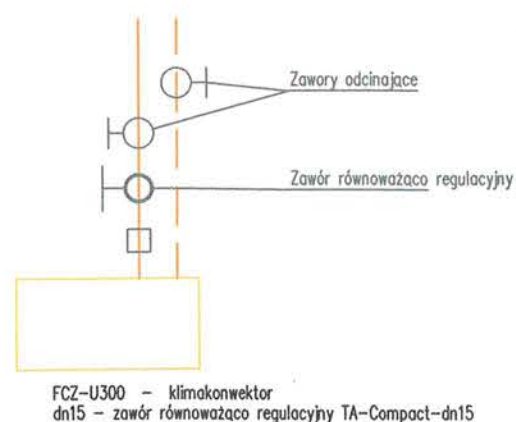 Zawory odcinające
Zawór równoważąco regulacyjny
FCZ-U300 - klimakonwektor
dn15 - zawór równoważąco regulacyjny TA-Compact-dn15